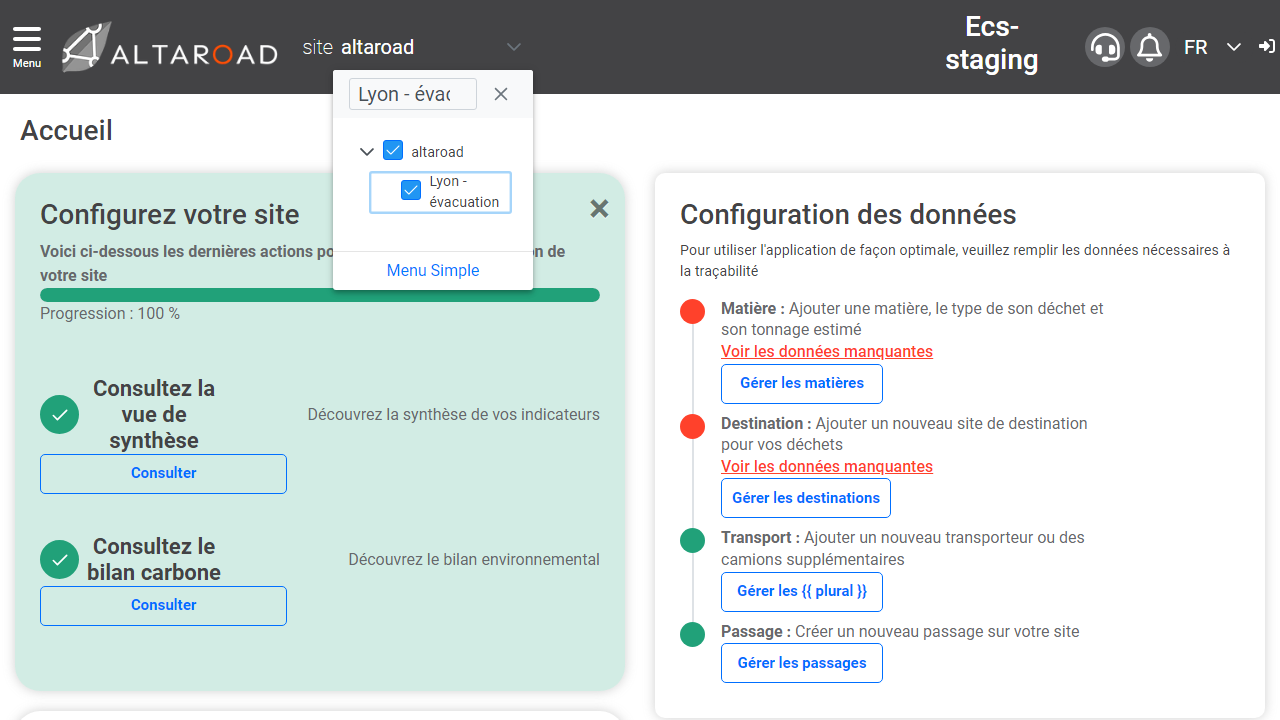 Menu
ALTAROAD
site altaroad
Ecs-
staging
FR
Lyon - éva
altaroad
Lyon -
évacuation
Menu Simple
Accueil
Configurez votre site
Voici ci-dessous les dernières actions
n de
votre site
Progression : 100 %
Consultez la
vue de
synthèse
Découvrez la synthèse de vos indicateurs
Consulter
Consultez le
bilan carbone
Découvrez le bilan environnemental
Consulter
Configuration des données
Pour utiliser l'application de façon optimale, veuillez remplir les données nécessaires à
la traçabilité
Matière : Ajouter une matière, le type de son déchet et
son tonnage estimé
Voir les données manquantes
Gérer les matières
Destination : Ajouter un nouveau site de destination
pour vos déchets
Voir les données manquantes
Gérer les destinations
Transport : Ajouter un nouveau transporteur ou des
camions supplémentaires
Gérer les {{ plural }}
Passage : Créer un nouveau passage sur votre site
Gérer les passages